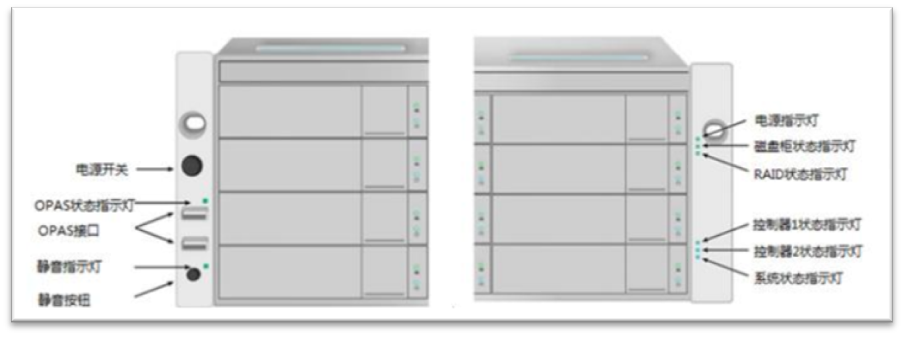 电源开关
OPAS状态指示灯
OPAS接口
静音指示灯
静音按钮
电源指示灯
磁盘柜状态指示灯
RAID状态指示灯
控制器1状态指示灯
控制器2状态指示灯
系统状态指示灯